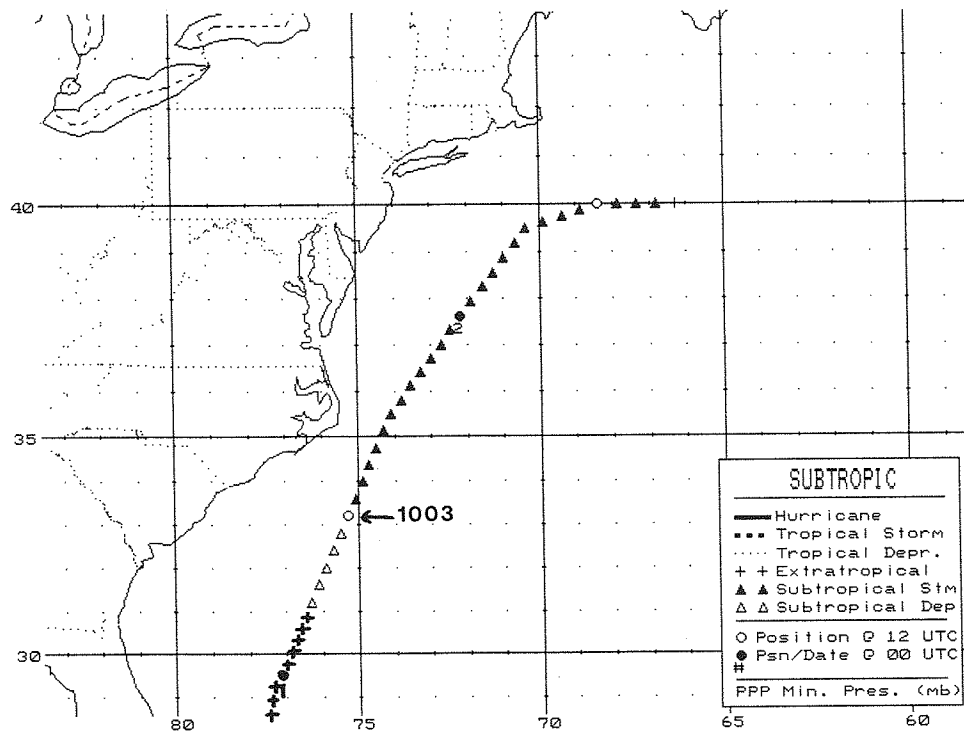 40
2
35
←1003
30
1
80
75
70
65
60
SUBTROPIC
Hurricane
Tropical Storm
Tropical Depr.
+ + Extratropical
▲ ▲ Subtropical Stm
△ △ Subtropical Dep
○ Position @ 12 UTC
● Psn/Date @ 00 UTC
#
PPP Min. Pres. (mb)